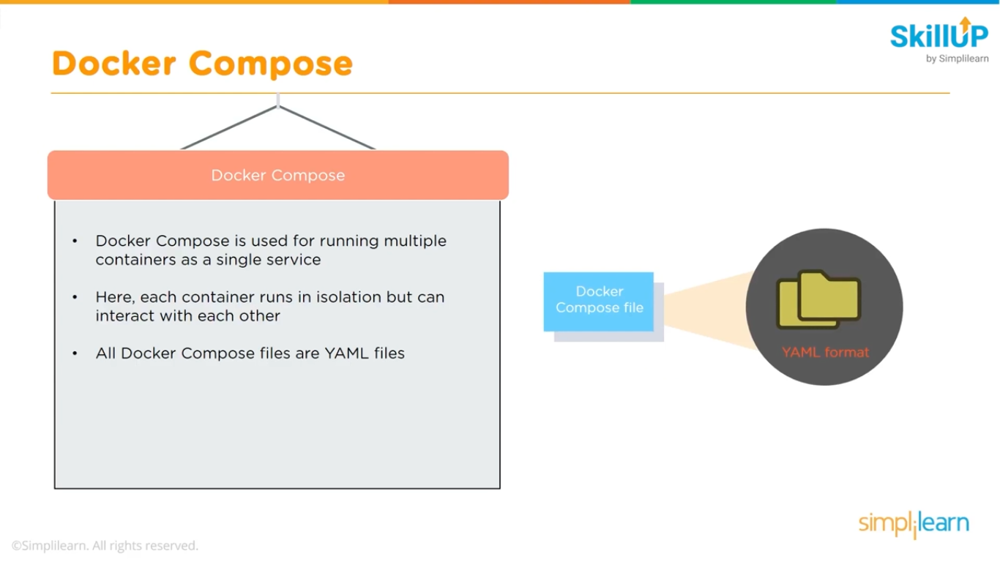 SkillUP
by Simplilearn
Docker Compose
Docker Compose
• Docker Compose is used for running multiple
containers as a single service
• Here, each container runs in isolation but can
interact with each other
• All Docker Compose files are YAML files
Docker
Compose file
YAML format
simplilearn
©Simplilearn. All rights reserved.